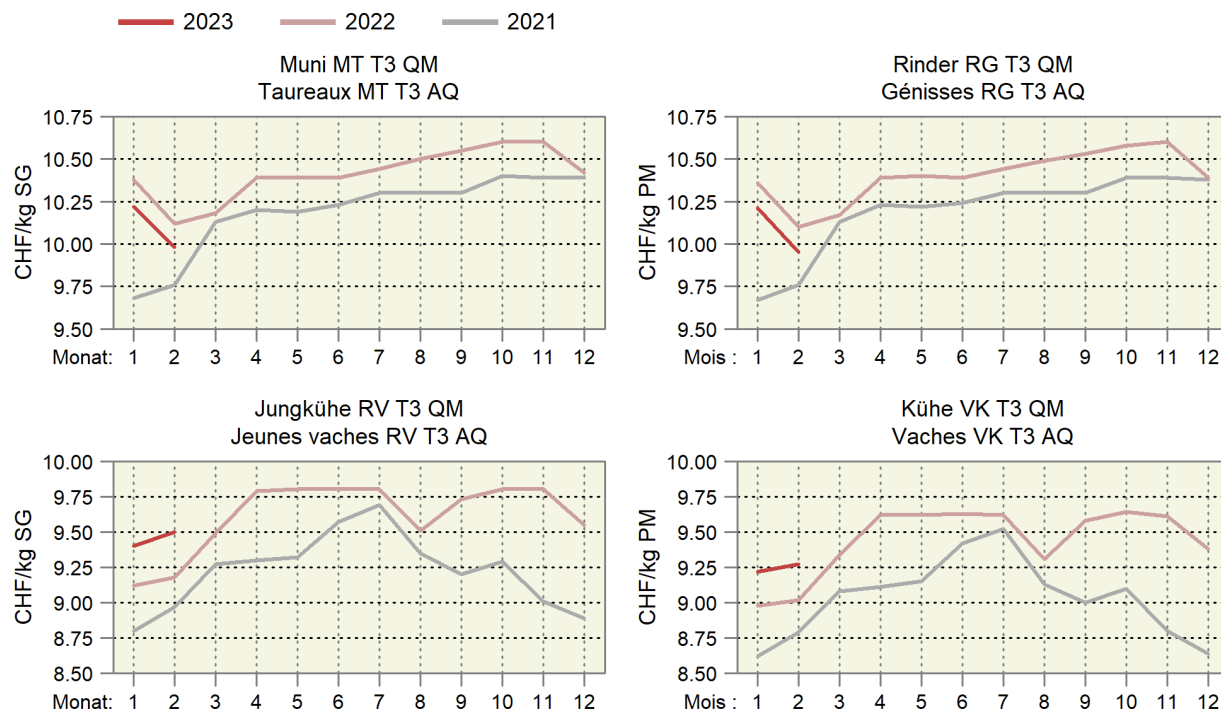 2023 2022 2021
Muni MT T3 QM
Taureaux MT T3 AQ
CHF/kg SG
10.75
10.50
10.25
10.00
9.75
9.50
Monat: 1 2 3 4 5 6 7 8 9 10 11 12
Rinder RG T3 QM
Génisses RG T3 AQ
CHF/kg PM
10.75
10.50
10.25
10.00
9.75
9.50
Mois : 1 2 3 4 5 6 7 8 9 10 11 12
Jungkühe RV T3 QM
Jeunes vaches RV T3 AQ
CHF/kg SG
10.00
9.75
9.50
9.25
9.00
8.75
8.50
Monat: 1 2 3 4 5 6 7 8 9 10 11 12
Kühe VK T3 QM
Vaches VK T3 AQ
CHF/kg PM
10.00
9.75
9.50
9.25
9.00
8.75
8.50
Mois : 1 2 3 4 5 6 7 8 9 10 11 12